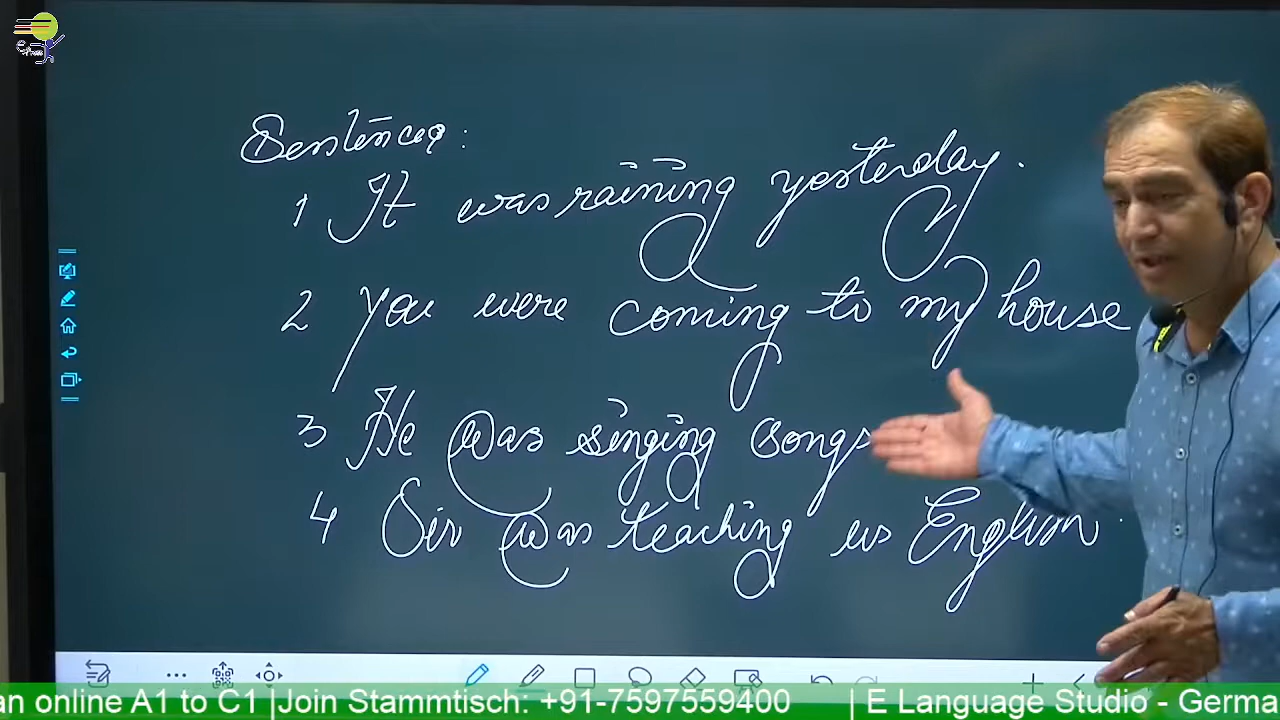 Sentences:
1 It was raining yesterday.
2 You were coming to my house
3 He was singing songs
4 Sir was teaching us English.
an online A1 to C1 |Join Stammtisch: +91-7597559400 | E Language Studio - Germa